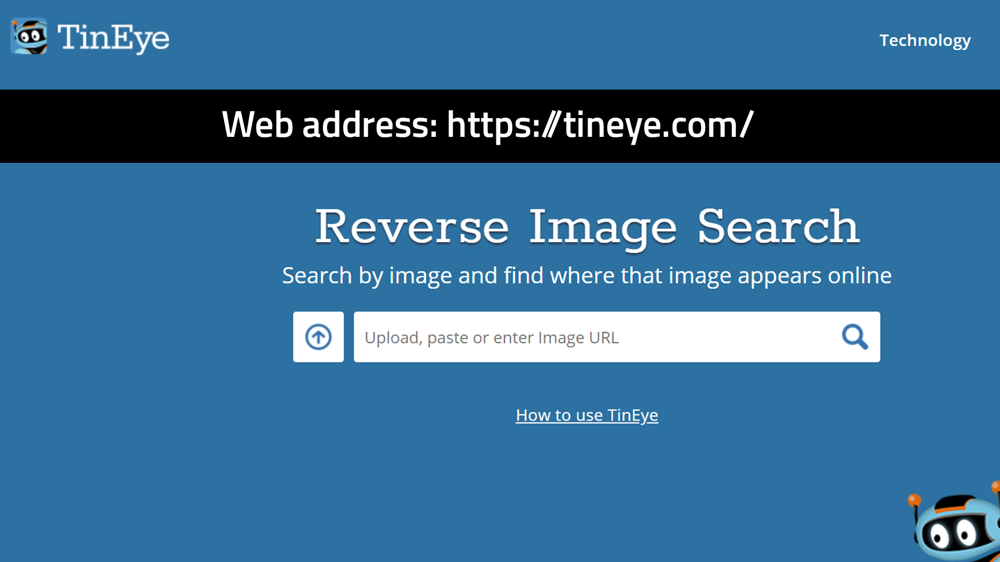 TinEye
Technology
Web address: https://tineye.com/
Reverse Image Search
Search by image and find where that image appears online
Upload, paste or enter Image URL
How to use TinEye